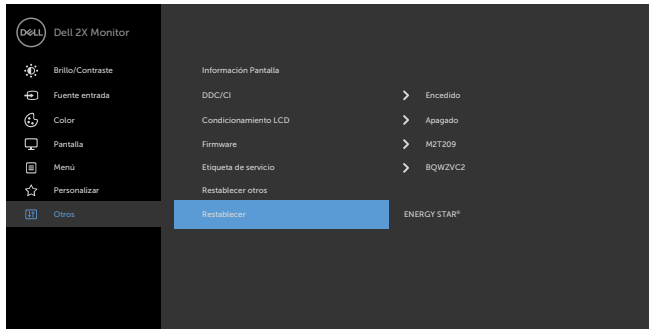 DELL Dell 2X Monitor
Brillo/Contraste Información Pantalla
Fuente entrada DDC/CI Encedido
Color Condicionamiento LCD Apagado
Pantalla Firmware M2T209
Menú Etiqueta de servicio BQWZVC2
Personalizar Restablecer otros
Otros Restablecer ENERGY STAR®